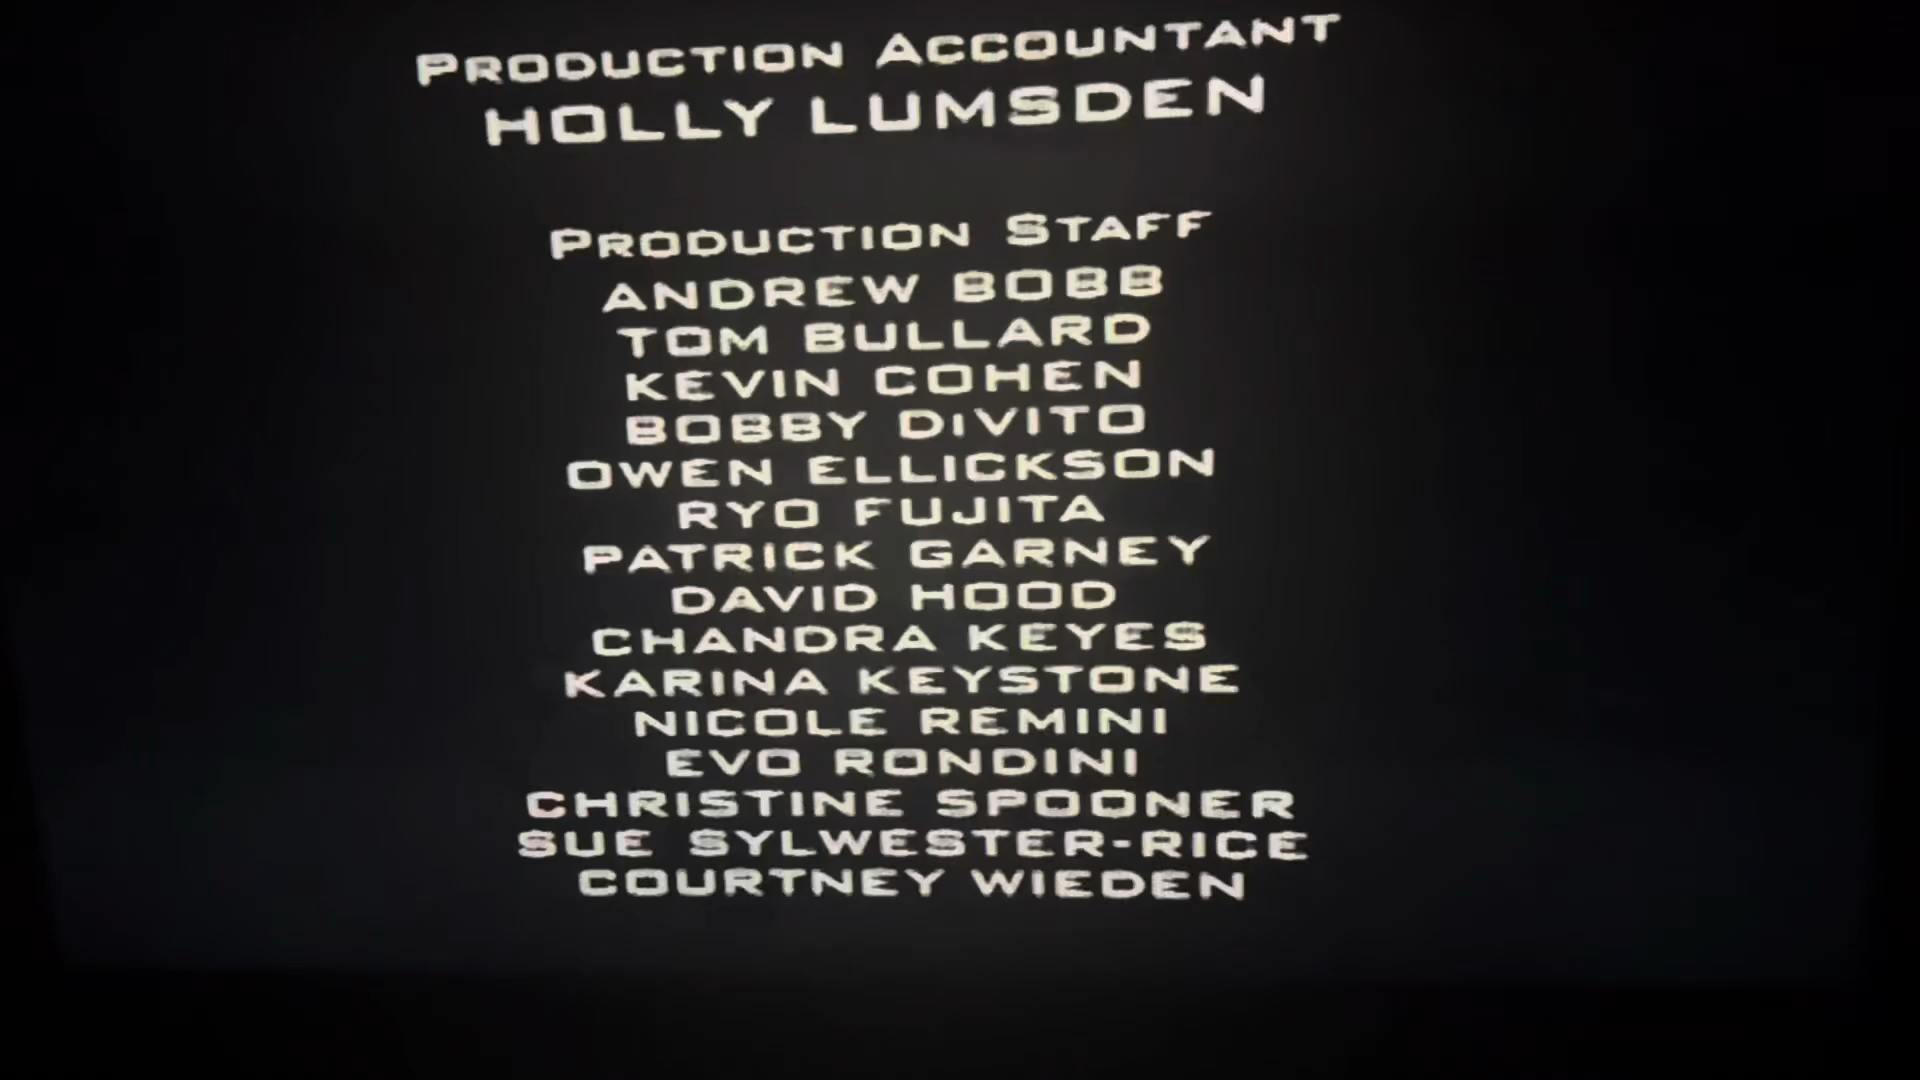 PRODUCTION ACCOUNTANT
HOLLY LUMSDEN
PRODUCTION STAFF
ANDREW BOBB
TOM BULLARD
KEVIN COHEN
BOBBY DiVITO
OWEN ELLICKSON
RYO FUJITA
PATRICK GARNEY
DAVID HOOD
CHANDRA KEYES
KARINA KEYSTONE
NICOLE REMINI
EVO RONDINI
CHRISTINE SPOONER
SUE SYLWESTER-RICE
COURTNEY WIEDEN